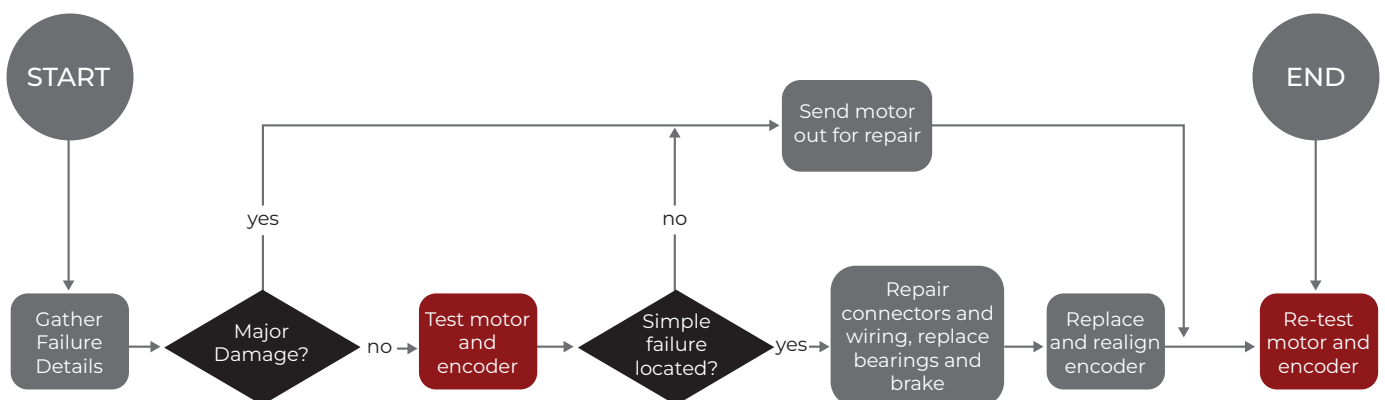 START
END
Send motor
out for repair
yes
no
Gather
Failure
Details
Major
Damage?
no
Test motor
and
encoder
Simple
failure
located?
yes
Repair
connectors and
wiring, replace
bearings and
brake
Replace
and realign
encoder
Re-test
motor and
encoder